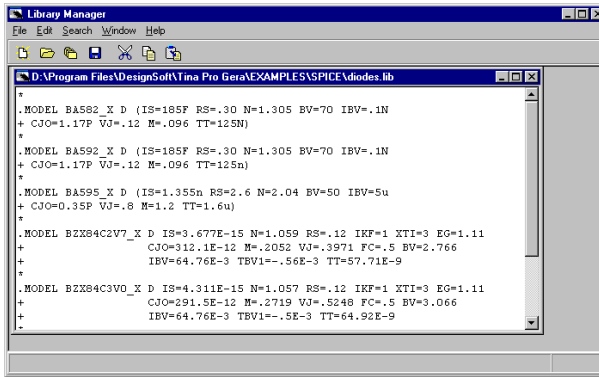 Library Manager
File Edit Search Window Help
D:\Program Files\DesignSoft\Tina Pro Gera\EXAMPLES\SPICE\diodes.lib
*
.MODEL BA582_X D (IS=185F RS=.30 N=1.305 BV=70 IBV=.1N
+ CJO=1.17P VJ=.12 M=.096 TT=125N)
*
.MODEL BA592_X D (IS=185F RS=.30 N=1.305 BV=70 IBV=.1N
+ CJO=1.17P VJ=.12 M=.096 TT=125n)
*
.MODEL BA595_X D (IS=1.355n RS=2.6 N=2.04 BV=50 IBV=5u
+ CJO=0.35P VJ=.8 M=1.2 TT=1.6u)
*
.MODEL BZX84C2V7_X D IS=3.677E-15 N=1.059 RS=.12 IKF=1 XTI=3 EG=1.11
+ CJO=312.1E-12 M=.2052 VJ=.3971 FC=.5 BV=2.766
+ IBV=64.76E-3 TBV1=-.56E-3 TT=57.71E-9
*
.MODEL BZX84C3V0_X D IS=4.311E-15 N=1.057 RS=.12 IKF=1 XTI=3 EG=1.11
+ CJO=291.5E-12 M=.2719 VJ=.5248 FC=.5 BV=3.066
+ IBV=64.76E-3 TBV1=-.5E-3 TT=64.92E-9
*